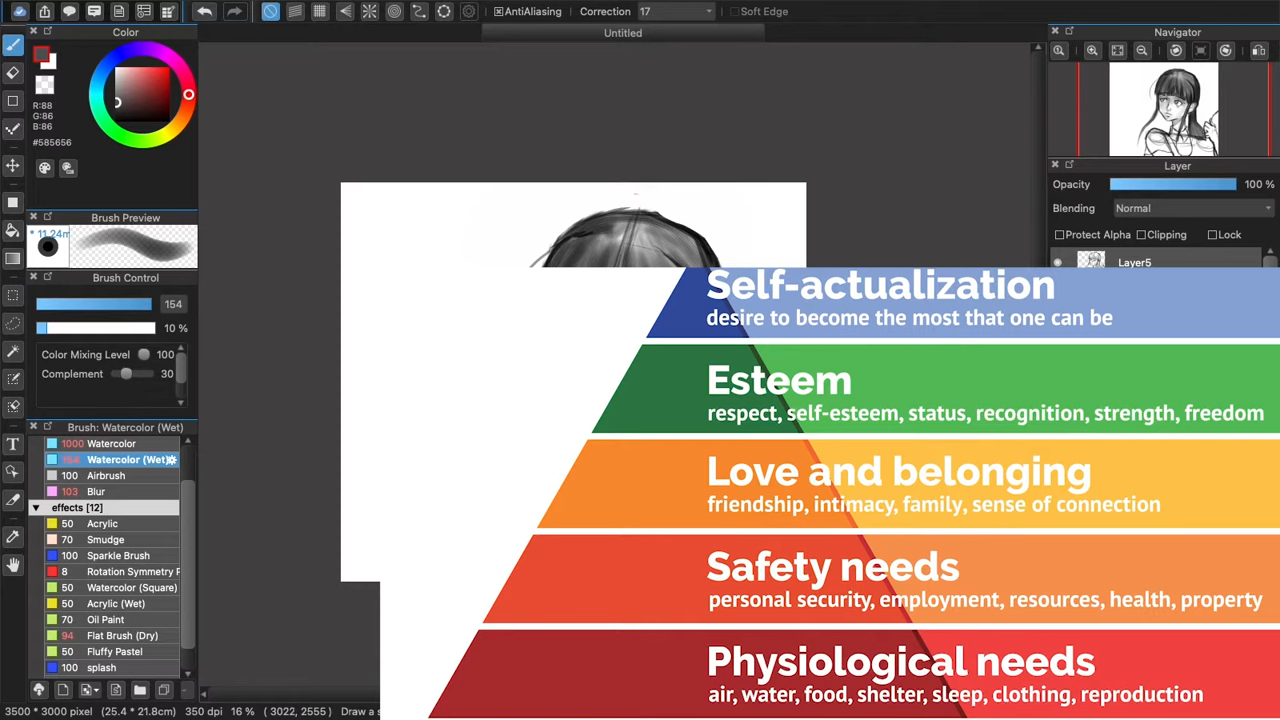 AntiAliasing Correction 17 Soft Edge
Untitled
Color
R:88
G:86
B:86
#585656
Brush Preview
* 11.24m
Brush Control
154
10 %
Color Mixing Level 100
Complement 30
Brush: Watercolor (Wet)
1000 Watercolor
154 Watercolor (Wet)
100 Airbrush
103 Blur
effects [12]
50 Acrylic
70 Smudge
100 Sparkle Brush
8 Rotation Symmetry P
50 Watercolor (Square)
50 Acrylic (Wet)
70 Oil Paint
94 Flat Brush (Dry)
50 Fluffy Pastel
100 splash
3500 * 3000 pixel (25.4 * 21.8cm) 350 dpi 16 % ( 3022, 2555 ) Draw a s
Navigator
Layer
Opacity 100 %
Blending Normal
Protect Alpha Clipping Lock
Layer5
Self-actualization
desire to become the most that one can be
Esteem
respect, self-esteem, status, recognition, strength, freedom
Love and belonging
friendship, intimacy, family, sense of connection
Safety needs
personal security, employment, resources, health, property
Physiological needs
air, water, food, shelter, sleep, clothing, reproduction